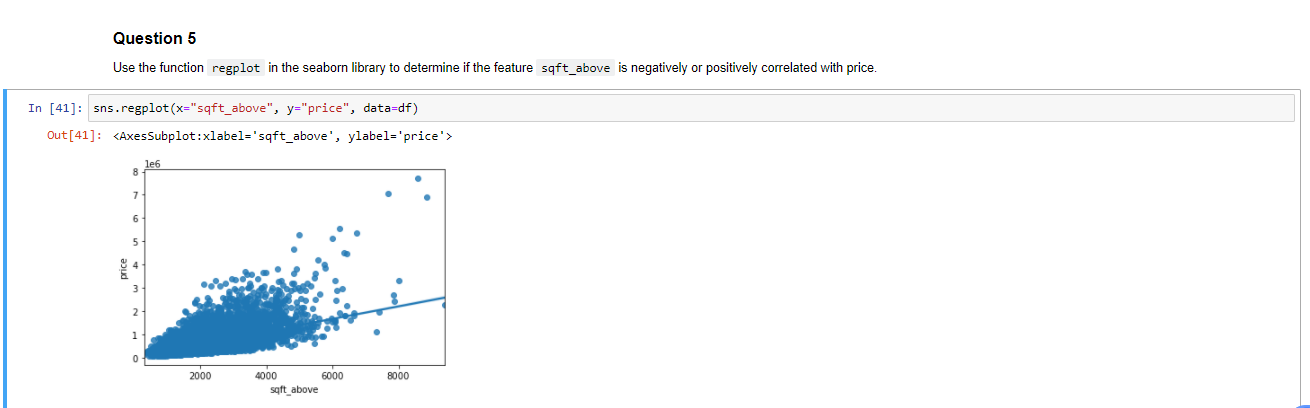 Question 5
Use the function regplot in the seaborn library to determine if the feature sqft_above is negatively or positively correlated with price.
In [41]: sns.regplot(x="sqft_above", y="price", data=df)
Out[41]: <AxesSubplot:xlabel='sqft_above', ylabel='price'>
1e6
8
7
6
5
4
3
2
1
0
price
2000 4000 6000 8000
sqft_above